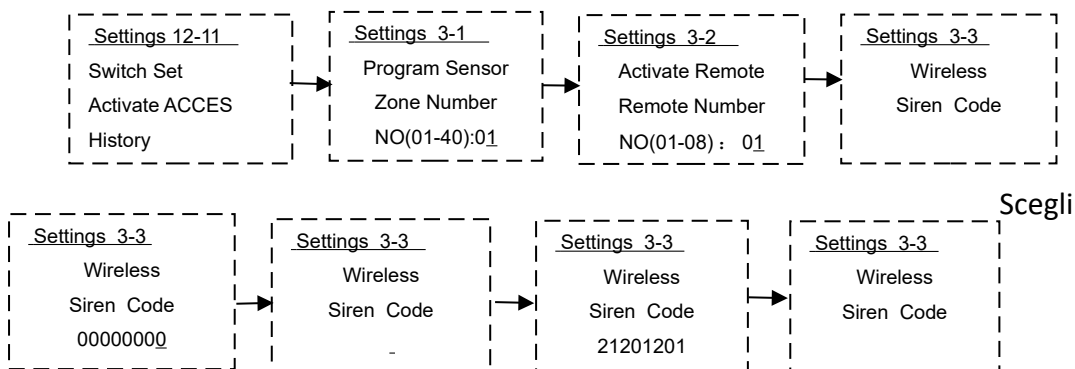 Settings 12-11
Switch Set
Activate ACCES
History
Settings 3-1
Program Sensor
Zone Number
NO(01-40):01
Settings 3-2
Activate Remote
Remote Number
NO(01-08)： 01
Settings 3-3
Wireless
Siren Code
Scegli
Settings 3-3
Wireless
Siren Code
000000000
Settings 3-3
Wireless
Siren Code
-
Settings 3-3
Wireless
Siren Code
21201201
Settings 3-3
Wireless
Siren Code